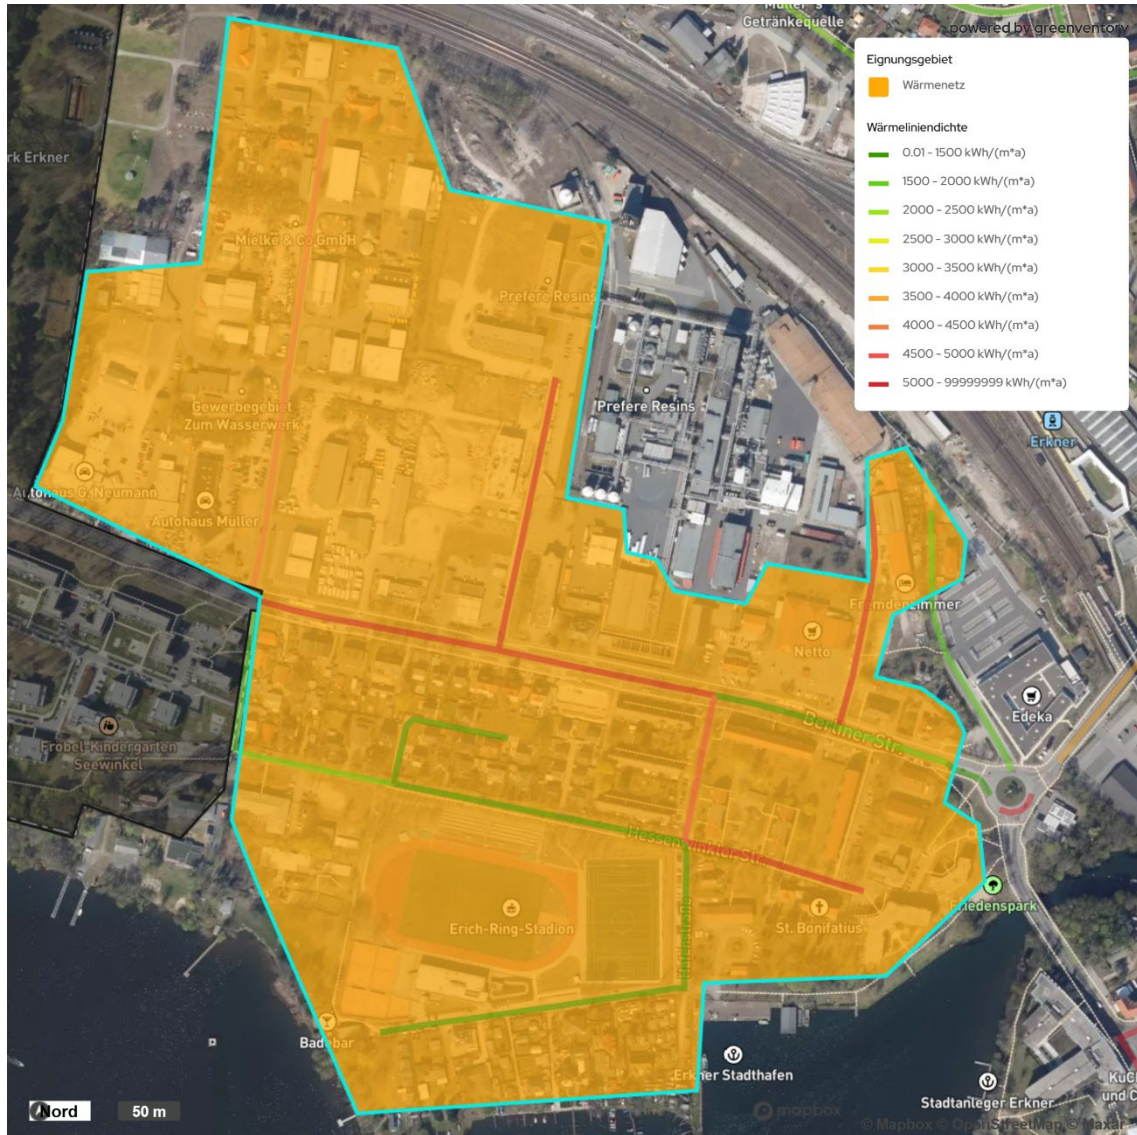 Müller's
Getränkequelle
powered by greenventory
Eignungsgebiet
Wärmenetz
Wärmeliniendichte
0.01 - 1500 kWh/(m*a)
1500 - 2000 kWh/(m*a)
2000 - 2500 kWh/(m*a)
2500 - 3000 kWh/(m*a)
3000 - 3500 kWh/(m*a)
3500 - 4000 kWh/(m*a)
4000 - 4500 kWh/(m*a)
4500 - 5000 kWh/(m*a)
5000 - 99999999 kWh/(m*a)
rk Erkner
Mielke & Co GmbH
Prefere Resins
Prefere Resins
Gewerbegebiet
Zum Wasserwerk
Erkner
Autohaus G. Neumann
Autohaus Müller
Fremdenzimmer
Netto
Edeka
Berliner Str.
Fröbel-Kindergarten
Seewinkel
Hessenwinkler Str.
Friedenspark
Erich-Ring-Stadion
St. Bonifatius
Badebar
Erkner Stadthafen
Stadtanleger Erkner
und C
Nord
50 m
mapbox
© Mapbox © OpenStreetMap © Maxar